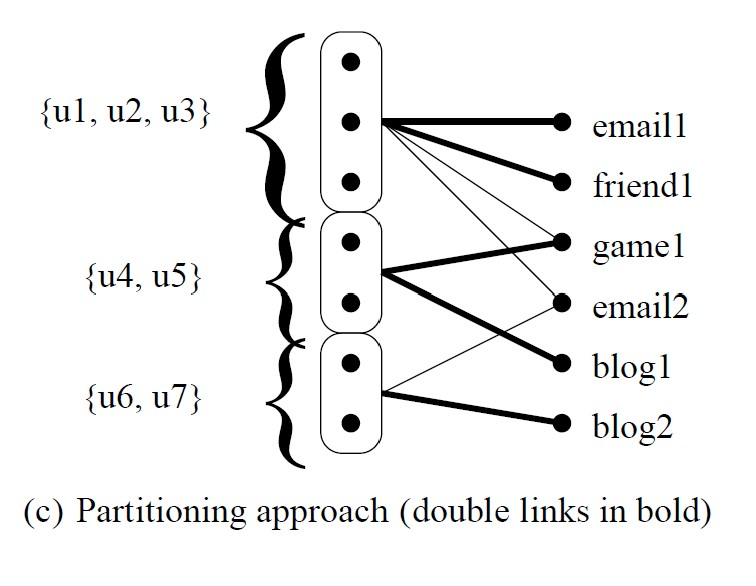 {u1, u2, u3}
email1
friend1
game1
{u4, u5}
email2
blog1
{u6, u7}
blog2
(c) Partitioning approach (double links in bold)